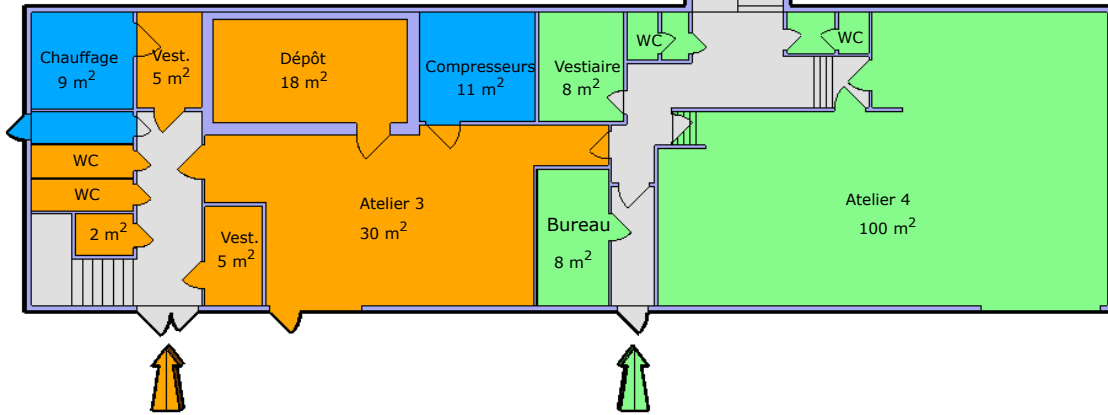 Chauffage
9 m²
Vest.
5 m²
Dépôt
18 m²
Compresseurs
11 m²
Vestiaire
8 m²
WC
WC
WC
WC
2 m²
Vest.
5 m²
Atelier 3
30 m²
Bureau
8 m²
Atelier 4
100 m²